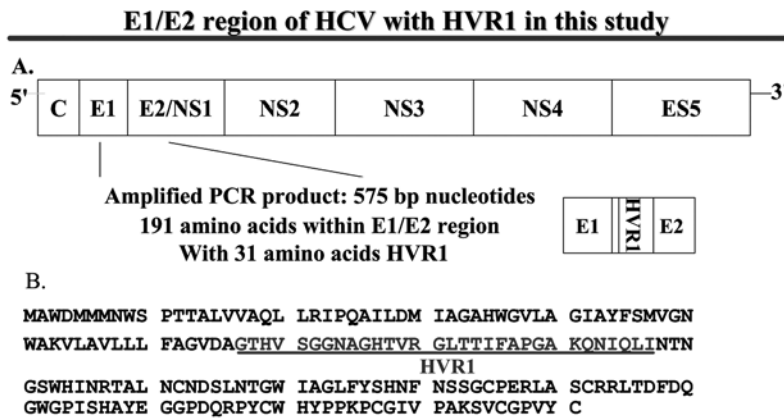 E1/E2 region of HCV with HVR1 in this study
A.
5' C E1 E2/NS1 NS2 NS3 NS4 ES5 3
Amplified PCR product: 575 bp nucleotides
191 amino acids within E1/E2 region
With 31 amino acids HVR1
E1 HVR1 E2
B.
MAWDMMMNWS PTTALVVAQL LRIPQAILDM IAGAHWGVLA GIAYFSMVGN
WAKVLAVLLL FAGVDAGTHV SGGNAGHTVR GLTTIFAPGA KQNIQLINTN
HVR1
GSWHINRTAL NCNDSLNTGW IAGLFYSHNF NSSGCPERLA SCRRLTDFDQ
GWGPISHAYE GGPDQRPYCW HYPPKPCGIV PAKSVCGPVY C